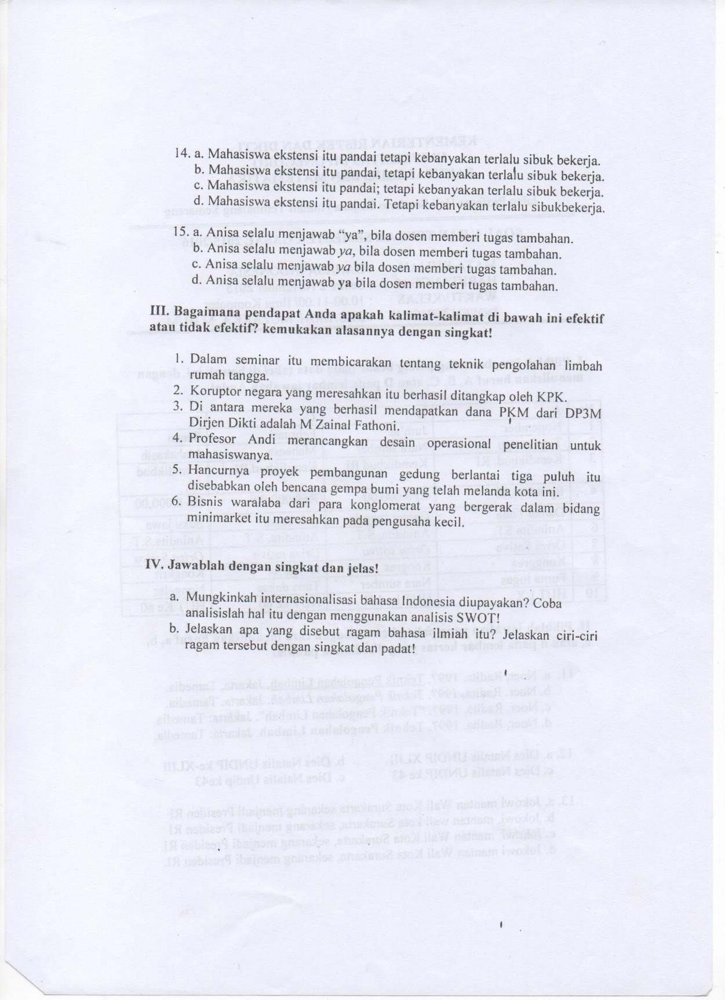 14. a. Mahasiswa ekstensi itu pandai tetapi kebanyakan terlalu sibuk bekerja.
b. Mahasiswa ekstensi itu pandai, tetapi kebanyakan terlalu sibuk bekerja.
c. Mahasiswa ekstensi itu pandai; tetapi kebanyakan terlalu sibuk bekerja.
d. Mahasiswa ekstensi itu pandai. Tetapi kebanyakan terlalu sibukbekerja.
15. a. Anisa selalu menjawab “ya”, bila dosen memberi tugas tambahan.
b. Anisa selalu menjawab ya, bila dosen memberi tugas tambahan.
c. Anisa selalu menjawab ya bila dosen memberi tugas tambahan.
d. Anisa selalu menjawab ya bila dosen memberi tugas tambahan.
III. Bagaimana pendapat Anda apakah kalimat-kalimat di bawah ini efektif
atau tidak efektif? kemukakan alasannya dengan singkat!
1. Dalam seminar itu membicarakan tentang teknik pengolahan limbah
rumah tangga.
2. Koruptor negara yang meresahkan itu berhasil ditangkap oleh KPK.
3. Di antara mereka yang berhasil mendapatkan dana PKM dari DP3M
Dirjen Dikti adalah M Zainal Fathoni.
4. Profesor Andi merancangkan desain operasional penelitian untuk
mahasiswanya.
5. Hancurnya proyek pembangunan gedung berlantai tiga puluh itu
disebabkan oleh bencana gempa bumi yang telah melanda kota ini.
6. Bisnis waralaba dari para konglomerat yang bergerak dalam bidang
minimarket itu meresahkan pada pengusaha kecil.
IV. Jawablah dengan singkat dan jelas!
a. Mungkinkah internasionalisasi bahasa Indonesia diupayakan? Coba
analisislah hal itu dengan menggunakan analisis SWOT!
b. Jelaskan apa yang disebut ragam bahasa ilmiah itu? Jelaskan ciri-ciri
ragam tersebut dengan singkat dan padat!